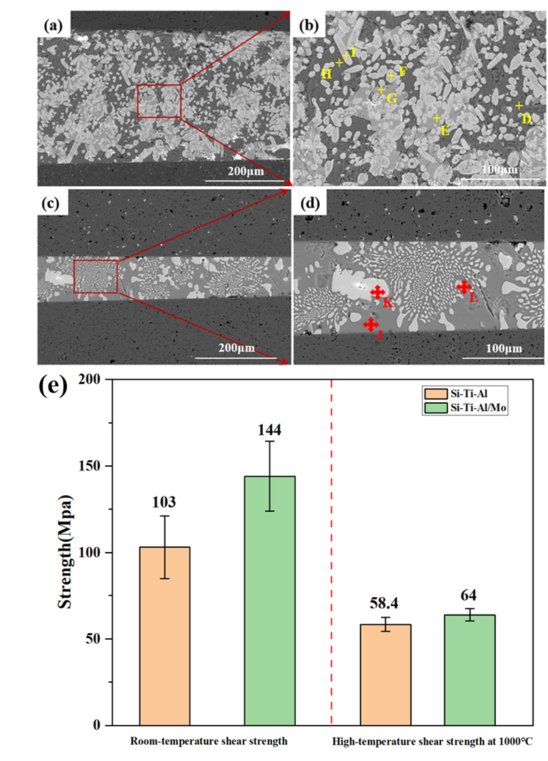 (a)
200μm
(b)
I
H
F
G
E
D
100μm
(c)
200μm
(d)
K
L
J
100μm
(e)
Strength(Mpa)
200
150
100
50
0
103
144
58.4
64
Si-Ti-Al
Si-Ti-Al/Mo
Room-temperature shear strength
High-temperature shear strength at 1000°C